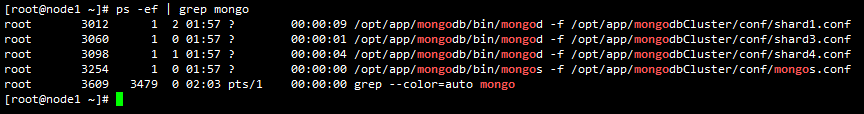 [root@node1 ~]# ps -ef | grep mongo
root      3012     1  2 01:57 ?        00:00:09 /opt/app/mongodb/bin/mongod -f /opt/app/mongodbCluster/conf/shard1.conf
root      3060     1  0 01:57 ?        00:00:01 /opt/app/mongodb/bin/mongod -f /opt/app/mongodbCluster/conf/shard3.conf
root      3098     1  1 01:57 ?        00:00:04 /opt/app/mongodb/bin/mongod -f /opt/app/mongodbCluster/conf/shard4.conf
root      3254     1  0 01:57 ?        00:00:00 /opt/app/mongodb/bin/mongos -f /opt/app/mongodbCluster/conf/mongos.conf
root      3609  3479  0 02:03 pts/1    00:00:00 grep --color=auto mongo
[root@node1 ~]#